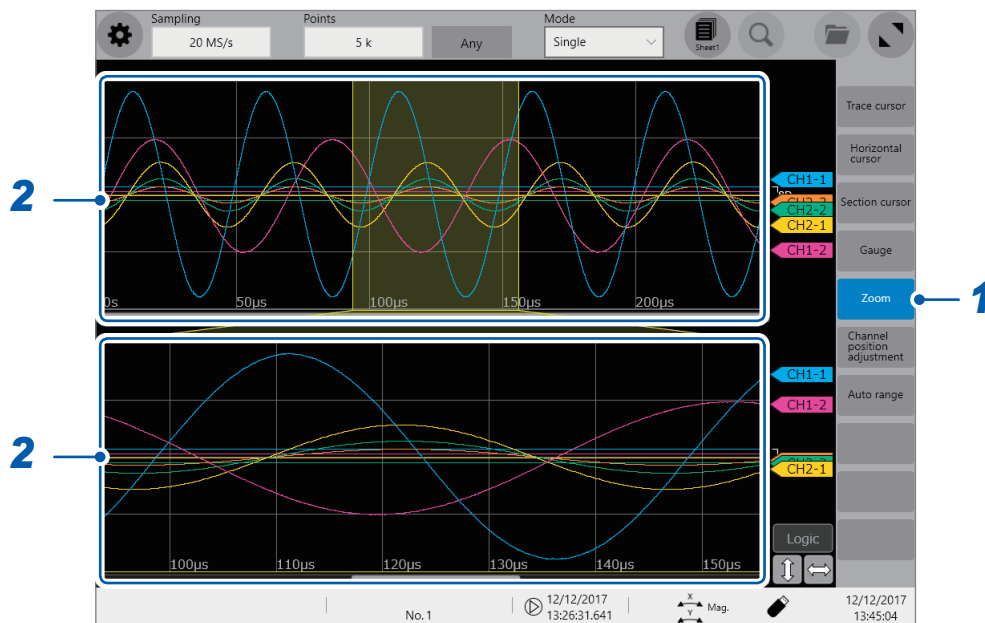 Sampling
Points
Mode
20 MS/s
5 k
Any
Single
Sheet1
Trace cursor
Horizontal
cursor
Section cursor
Gauge
Zoom
Channel
position
adjustment
Auto range
1
2
CH1-1
CH2-2
CH2-1
CH1-2
0s
50µs
100µs
150µs
200µs
2
CH1-1
CH1-2
CH2-1
100µs
110µs
120µs
130µs
140µs
150µs
Logic
No. 1
12/12/2017
13:26:31.641
X
Y
Mag.
12/12/2017
13:45:04